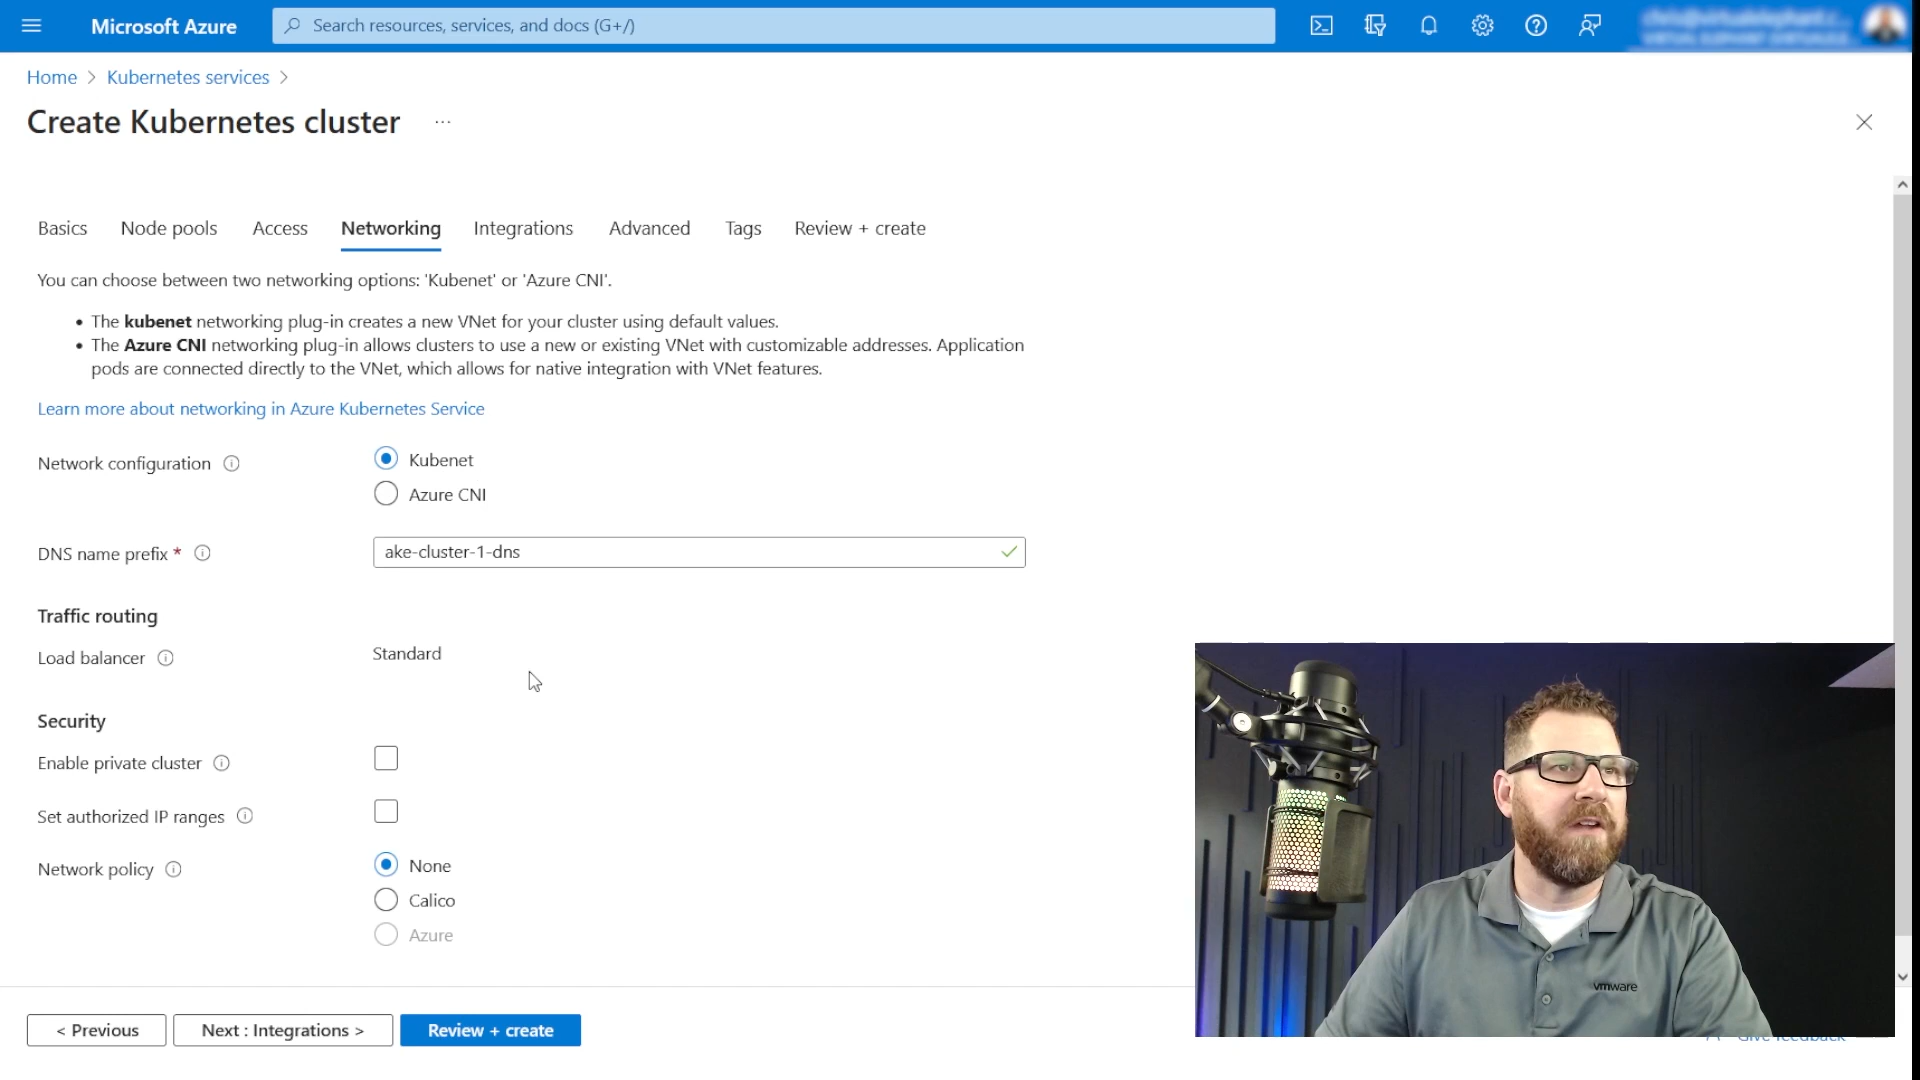 Microsoft Azure
Search resources, services, and docs (G+/)
Home > Kubernetes services >
Create Kubernetes cluster ...
Basics Node pools Access Networking Integrations Advanced Tags Review + create
You can choose between two networking options: 'Kubenet' or 'Azure CNI'.
• The kubenet networking plug-in creates a new VNet for your cluster using default values.
• The Azure CNI networking plug-in allows clusters to use a new or existing VNet with customizable addresses. Application
pods are connected directly to the VNet, which allows for native integration with VNet features.
Learn more about networking in Azure Kubernetes Service
Network configuration
Kubenet
Azure CNI
DNS name prefix *
ake-cluster-1-dns
Traffic routing
Load balancer
Standard
Security
Enable private cluster
Set authorized IP ranges
Network policy
None
Calico
Azure
vmware
< Previous
Next : Integrations >
Review + create
Give feedback